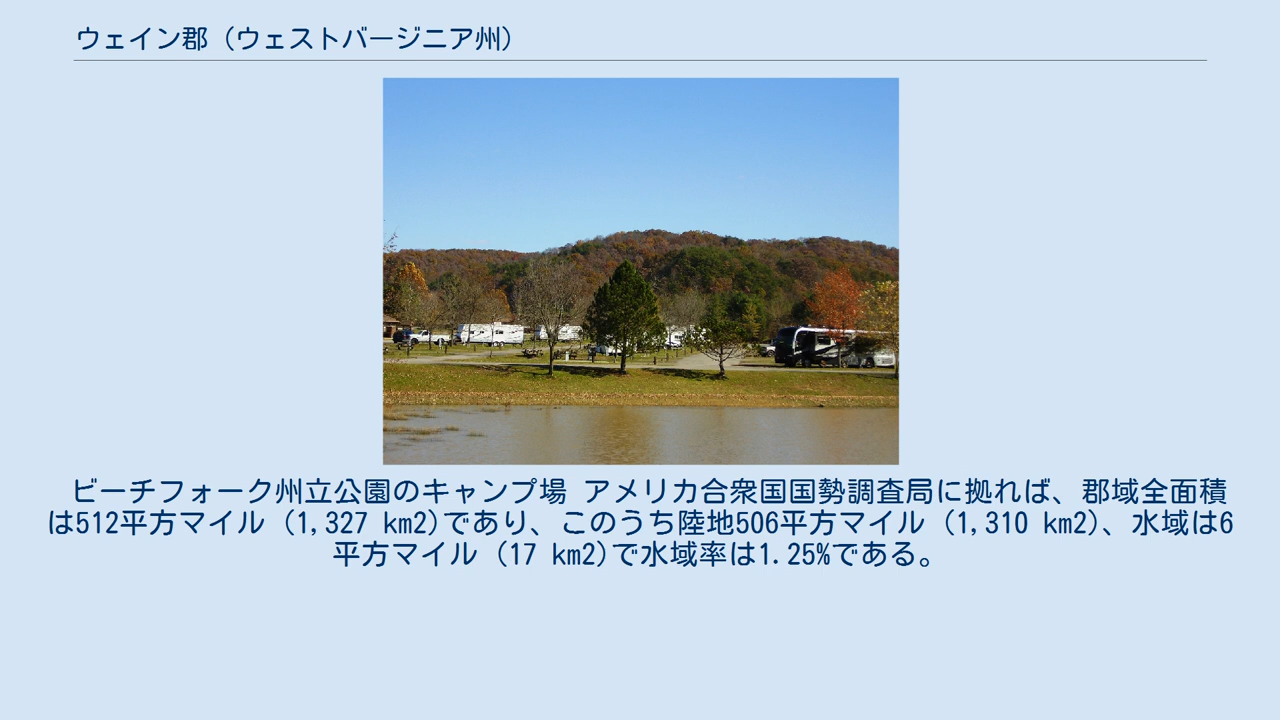 ウェイン郡 (ウェストバージニア州)
ビーチフォーク州立公園のキャンプ場 アメリカ合衆国国勢調査局に拠れば、郡域全面積
は512平方マイル (1,327 km2)であり、このうち陸地506平方マイル (1,310 km2)、水域は6
平方マイル (17 km2)で水域率は1.25%である。